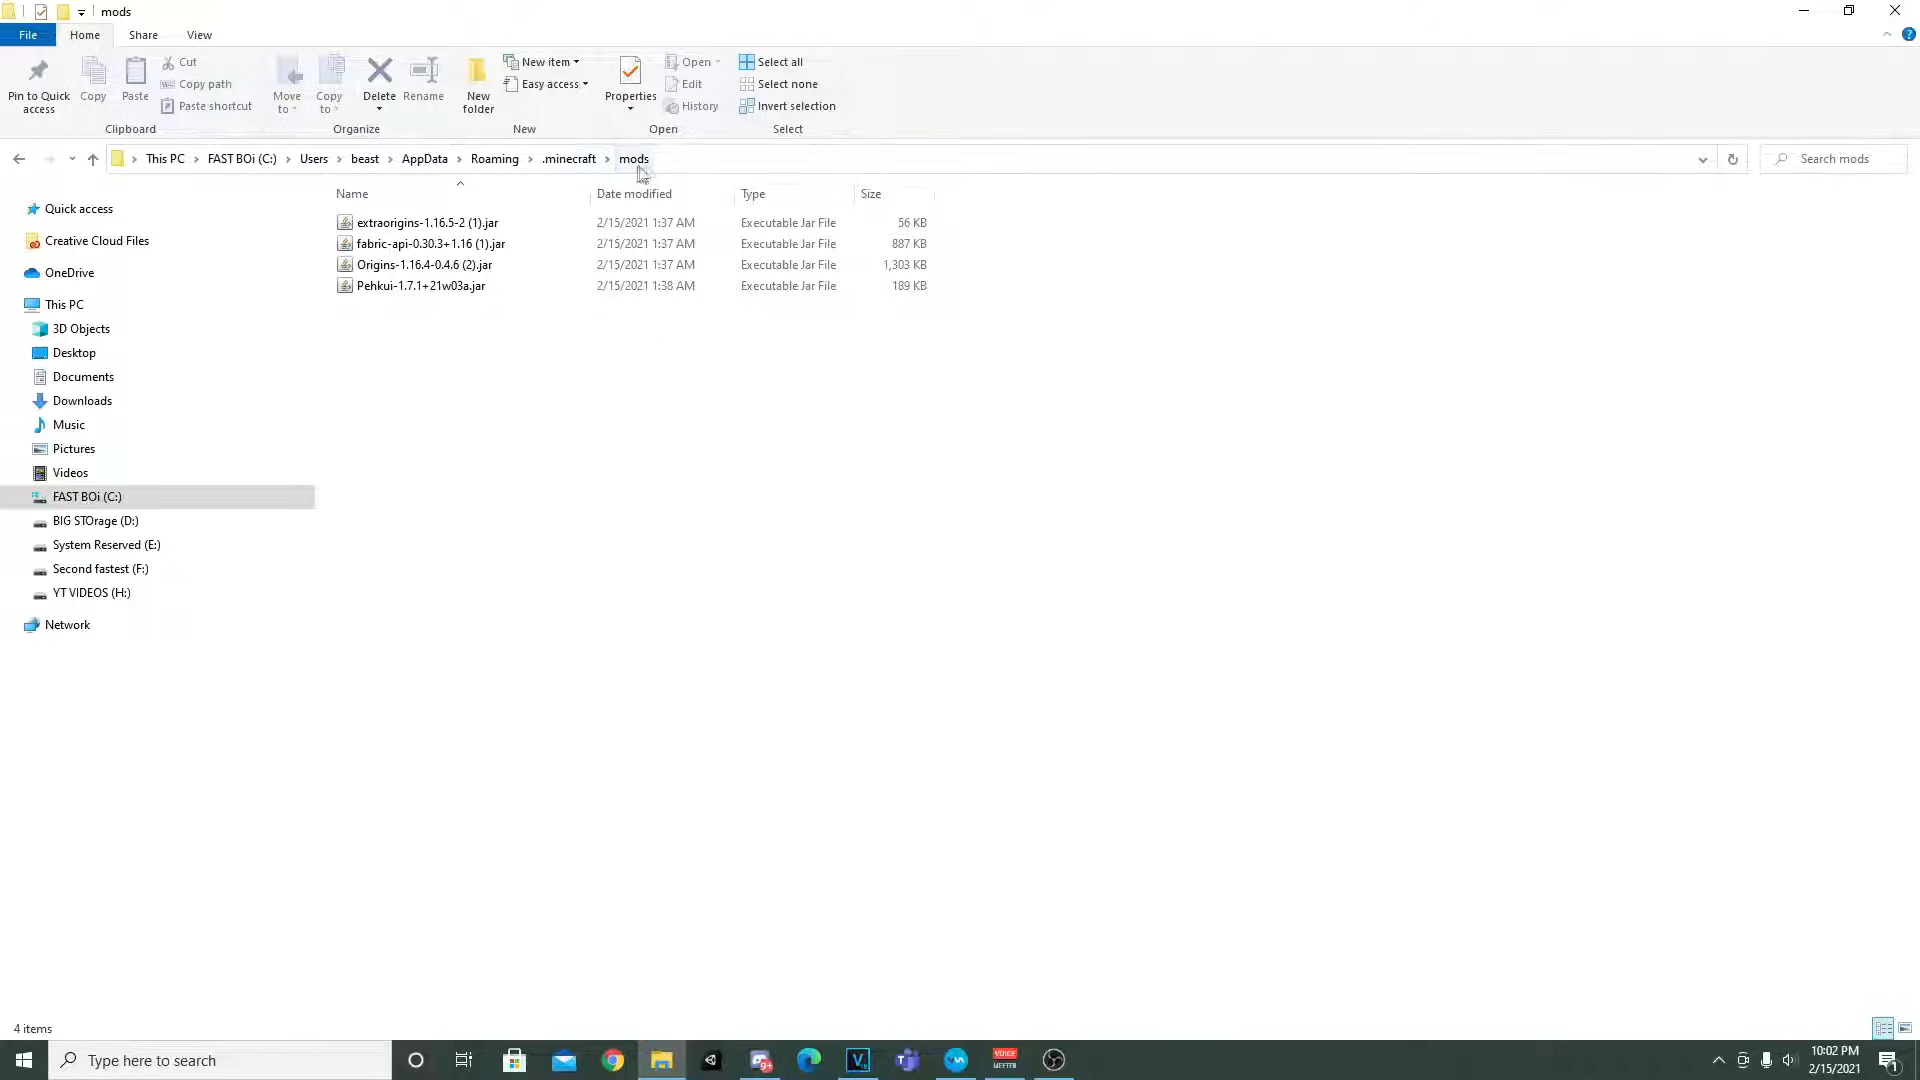 mods
File Home Share View
Pin to Quick access
Copy
Paste
Cut
Copy path
Paste shortcut
Clipboard
Move to
Copy to
Delete
Rename
Organize
New folder
New item
Easy access
New
Properties
Open
Edit
History
Open
Select all
Select none
Invert selection
Select
This PC > FAST BOi (C:) > Users > beast > AppData > Roaming > .minecraft > mods
Search mods
Name Date modified Type Size
extraorigins-1.16.5-2 (1).jar 2/15/2021 1:37 AM Executable Jar File 56 KB
fabric-api-0.30.3+1.16 (1).jar 2/15/2021 1:37 AM Executable Jar File 887 KB
Origins-1.16.4-0.4.6 (2).jar 2/15/2021 1:37 AM Executable Jar File 1,303 KB
Pehkui-1.7.1+21w03a.jar 2/15/2021 1:38 AM Executable Jar File 189 KB
Quick access
Creative Cloud Files
OneDrive
This PC
3D Objects
Desktop
Documents
Downloads
Music
Pictures
Videos
FAST BOi (C:)
BIG STOrage (D:)
System Reserved (E:)
Second fastest (F:)
YT VIDEOS (H:)
Network
4 items
Type here to search
9+
VOICE
MEETER
10:02 PM
2/15/2021
1